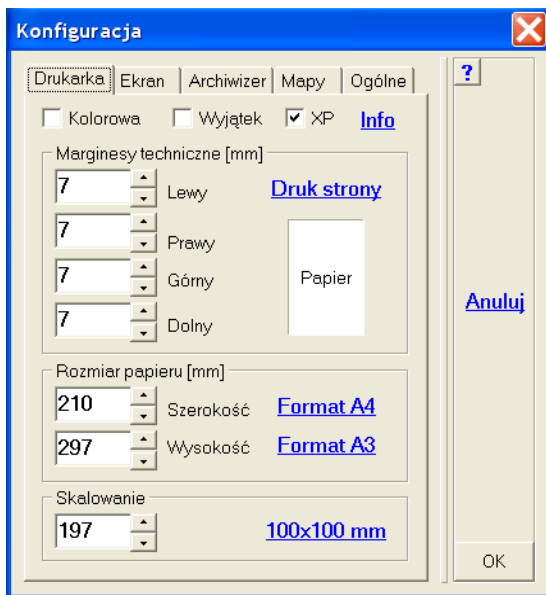 Konfiguracja
Drukarka Ekran Archiwizer Mapy Ogólne ?
Kolorowa Wyjątek XP Info
Marginesy techniczne [mm]
7 Lewy Druk strony
7 Prawy
7 Górny Papier
7 Dolny
Anuluj
Rozmiar papieru [mm]
210 Szerokość Format A4
297 Wysokość Format A3
Skalowanie
197 100x100 mm
OK